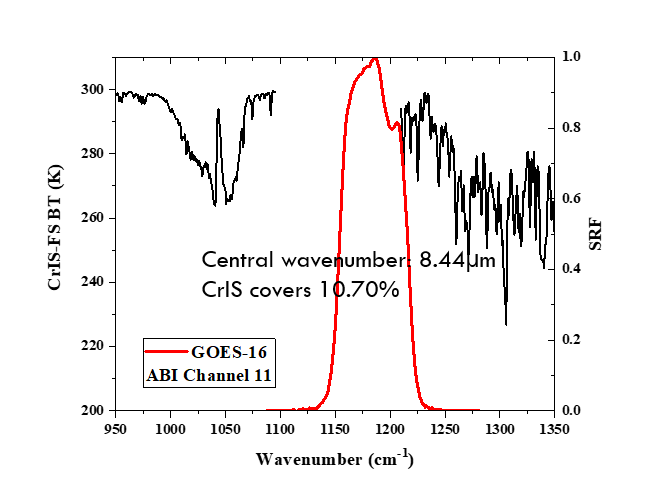 300
280
260
240
220
200
1.0
0.8
0.6
0.4
0.2
0.0
CrIS-FS BT (K)
SRF
Central wavenumber: 8.44μm
CrIS covers 10.70%
GOES-16
ABI Channel 11
950 1000 1050 1100 1150 1200 1250 1300 1350
Wavenumber (cm-1)